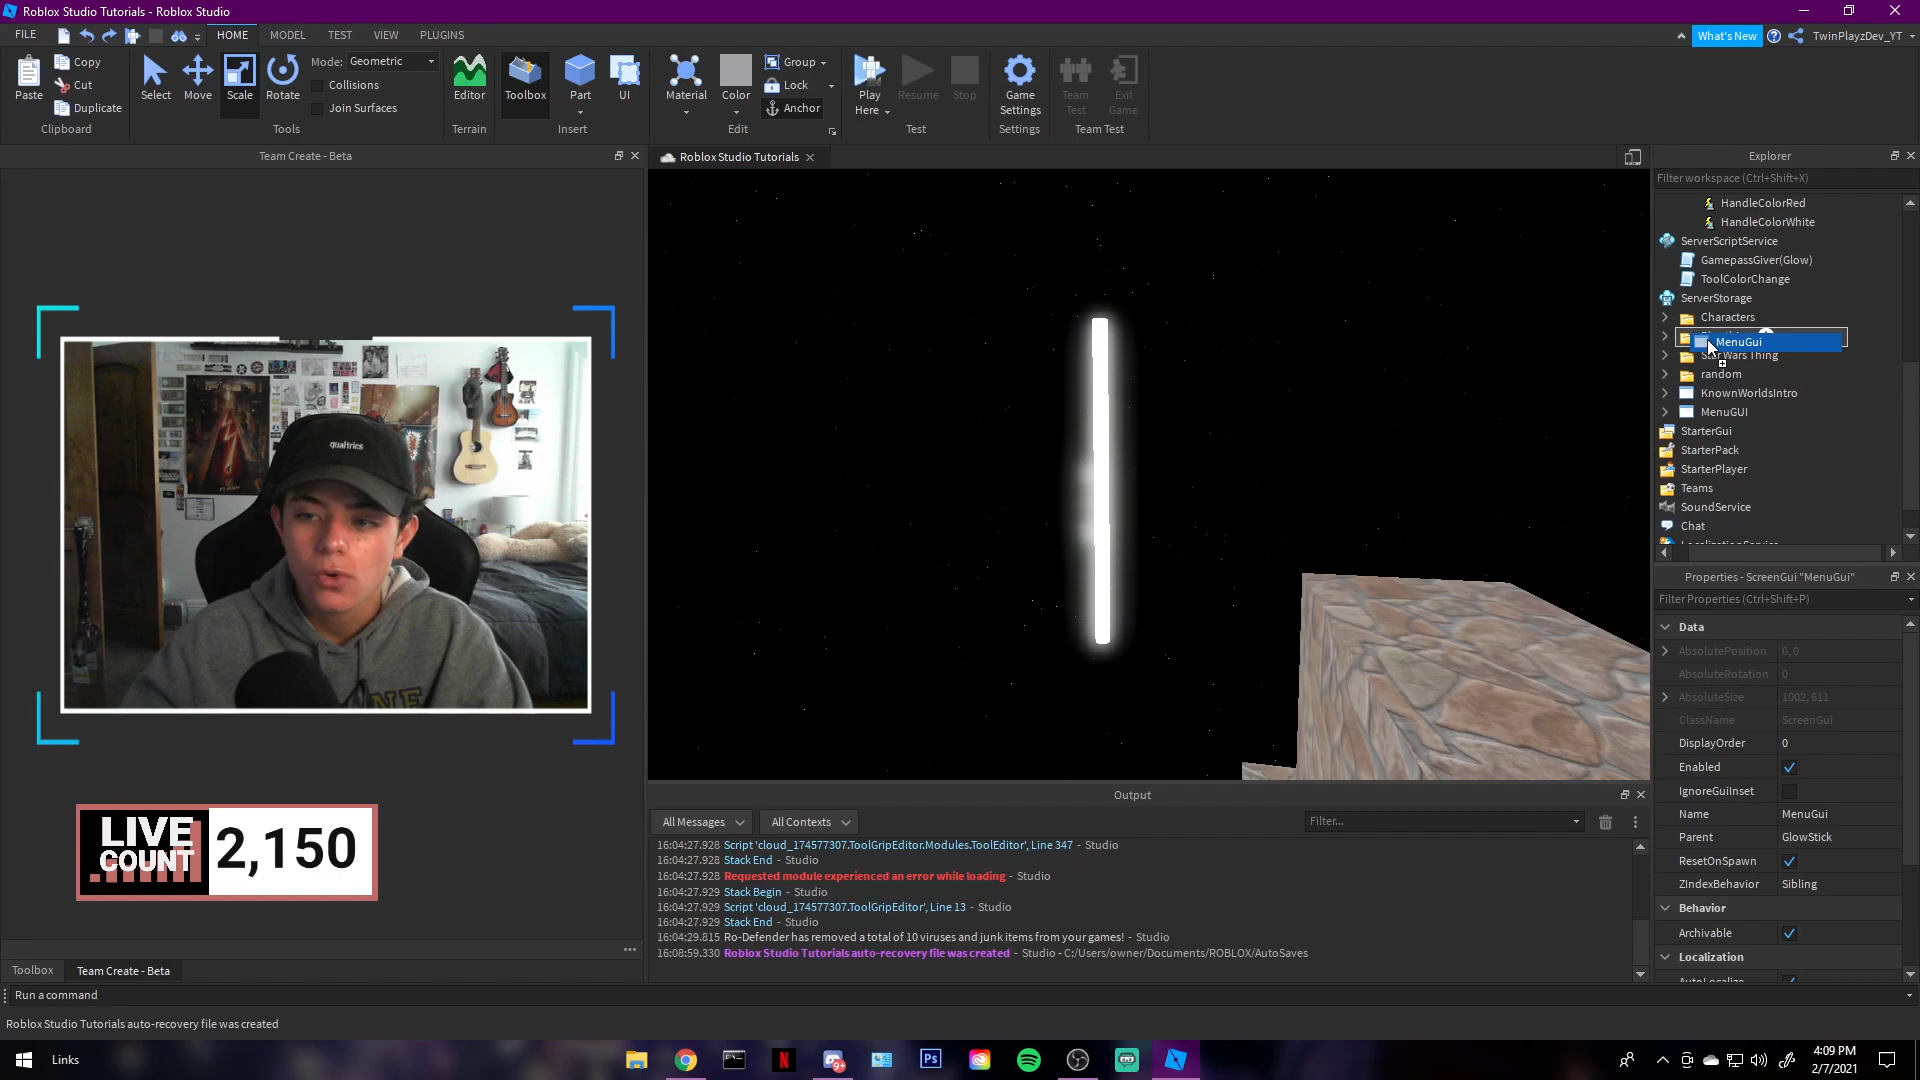 Roblox Studio Tutorials - Roblox Studio
FILE HOME MODEL TEST VIEW PLUGINS What's New TwinPlayzDev_YT
Paste Copy Cut Duplicate Clipboard
Select Move Scale Rotate Mode: Geometric Collisions Join Surfaces Tools
Editor Terrain
Toolbox Part UI Insert
Material Color Group Lock Anchor Edit
Play Here Resume Stop Test
Game Settings Settings
Team Test Exit Game Team Test
Team Create - Beta
Roblox Studio Tutorials
qualtrics
LIVE COUNT 2,150
Toolbox Team Create - Beta
Output
All Messages All Contexts Filter...
16:04:27.928 Script 'cloud_174577307.ToolGripEditor.Modules.ToolEditor', Line 347 - Studio
16:04:27.928 Stack End - Studio
16:04:27.928 Requested module experienced an error while loading - Studio
16:04:27.929 Stack Begin - Studio
16:04:27.929 Script 'cloud_174577307.ToolGripEditor', Line 13 - Studio
16:04:27.929 Stack End - Studio
16:04:29.815 Ro-Defender has removed a total of 10 viruses and junk items from your games! - Studio
16:08:59.330 Roblox Studio Tutorials auto-recovery file was created - Studio - C:/Users/owner/Documents/ROBLOX/AutoSaves
Explorer
Filter workspace (Ctrl+Shift+X)
HandleColorRed
HandleColorWhite
ServerScriptService
GamepassGiver(Glow)
ToolColorChange
ServerStorage
Characters
MenuGui
Star Wars Thing
random
KnownWorldsIntro
MenuGUI
StarterGui
StarterPack
StarterPlayer
Teams
SoundService
Chat
Properties - ScreenGui "MenuGui"
Filter Properties (Ctrl+Shift+P)
Data
AbsolutePosition 0, 0
AbsoluteRotation 0
AbsoluteSize 1002, 611
ClassName ScreenGui
DisplayOrder 0
Enabled
IgnoreGuiInset
Name MenuGui
Parent GlowStick
ResetOnSpawn
ZIndexBehavior Sibling
Behavior
Archivable
Localization
Run a command
Roblox Studio Tutorials auto-recovery file was created
Links
9+
Ps
4:09 PM
2/7/2021